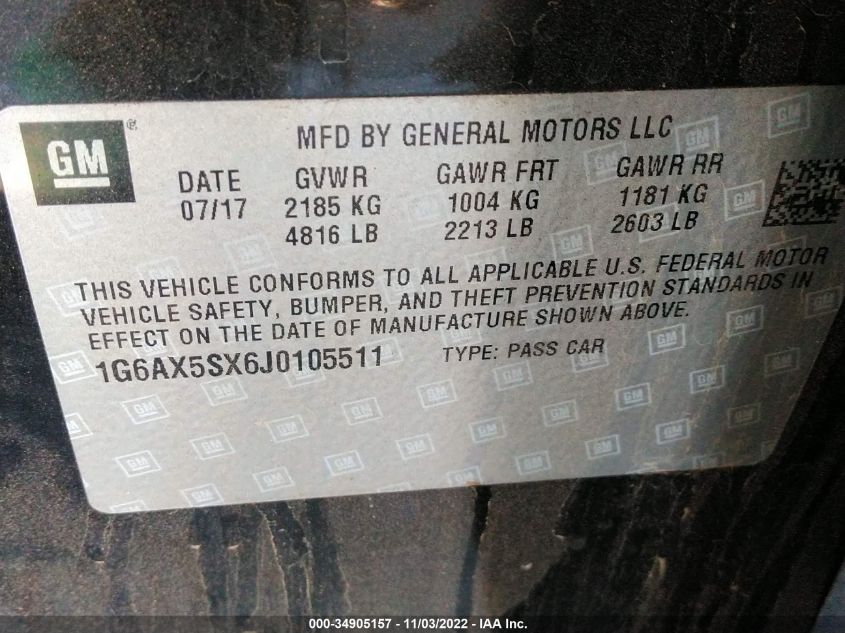 GM
MFD BY GENERAL MOTORS LLC
DATE GVWR GAWR FRT GAWR RR
07/17 2185 KG 1004 KG 1181 KG
4816 LB 2213 LB 2603 LB
THIS VEHICLE CONFORMS TO ALL APPLICABLE U.S. FEDERAL MOTOR
VEHICLE SAFETY, BUMPER, AND THEFT PREVENTION STANDARDS IN
EFFECT ON THE DATE OF MANUFACTURE SHOWN ABOVE.
1G6AX5SX6J0105511 TYPE: PASS CAR
000-34905157 - 11/03/2022 - IAA Inc.